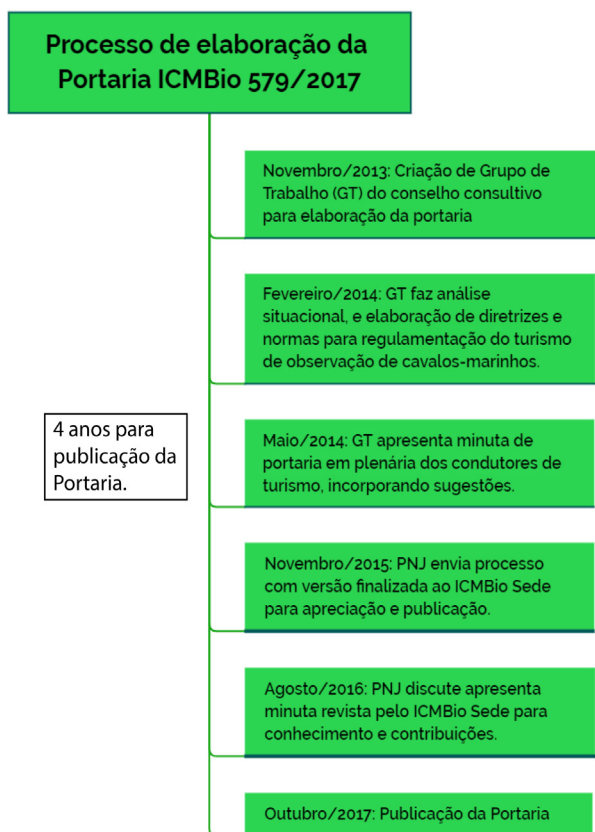 Processo de elaboração da
Portaria ICMBio 579/2017
Novembro/2013: Criação de Grupo de
Trabalho (GT) do conselho consultivo
para elaboração da portaria
Fevereiro/2014: GT faz análise
situacional, e elaboração de diretrizes e
normas para regulamentação do turismo
de observação de cavalos-marinhos.
4 anos para
publicação da
Portaria.
Maio/2014: GT apresenta minuta de
portaria em plenária dos condutores de
turismo, incorporando sugestões.
Novembro/2015: PNJ envia processo
com versão finalizada ao ICMBio Sede
para apreciação e publicação.
Agosto/2016: PNJ discute apresenta
minuta revista pelo ICMBio Sede para
conhecimento e contribuições.
Outubro/2017: Publicação da Portaria